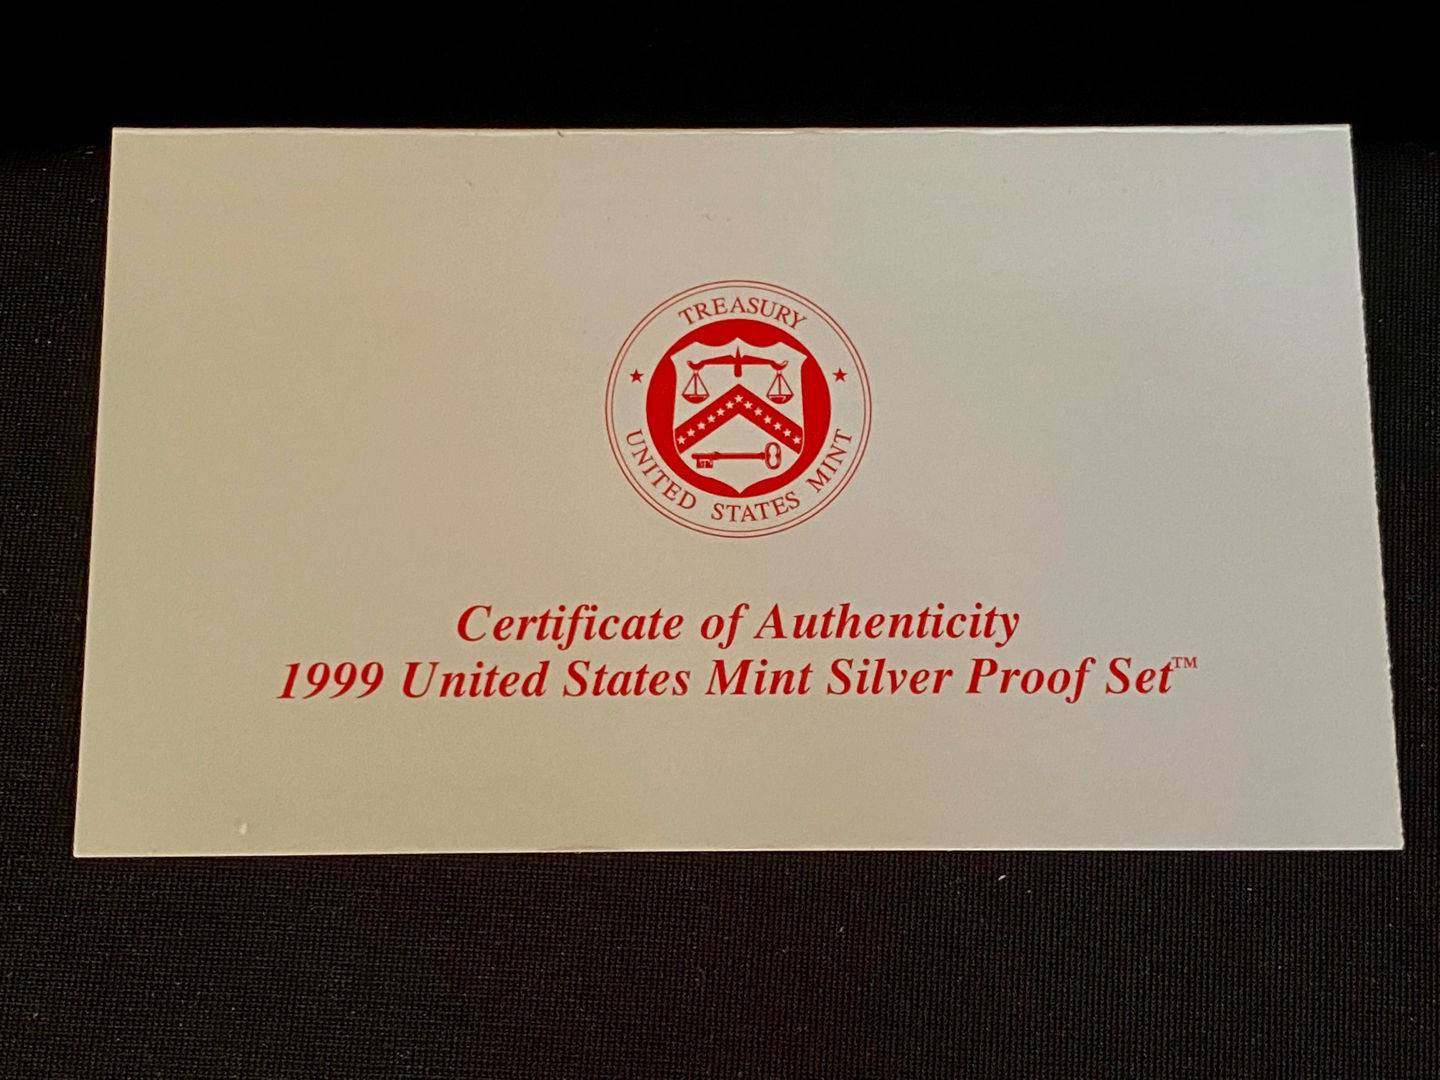 TREASURY
UNITED STATES MINT
Certificate of Authenticity
1999 United States Mint Silver Proof Set™